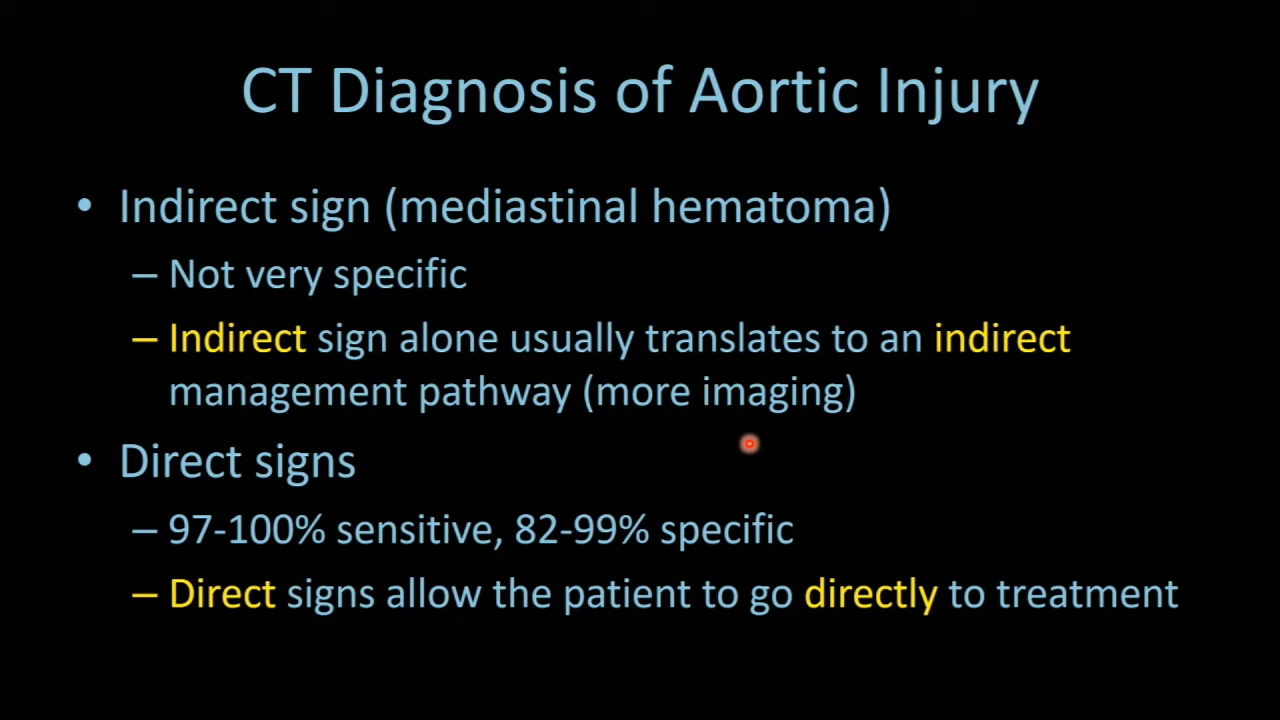 CT Diagnosis of Aortic Injury
• Indirect sign (mediastinal hematoma)
– Not very specific
– Indirect sign alone usually translates to an indirect
management pathway (more imaging)
• Direct signs
– 97-100% sensitive, 82-99% specific
– Direct signs allow the patient to go directly to treatment